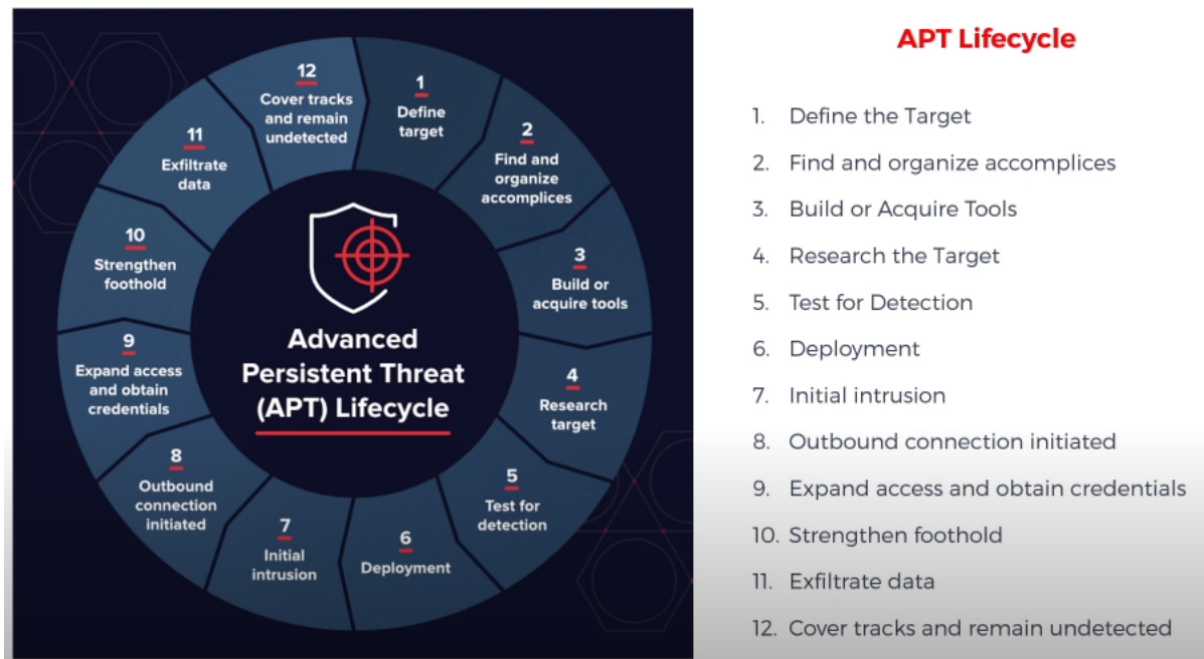 1
Define
target
2
Find and
organize
accomplices
3
Build or
acquire tools
4
Research
target
5
Test for
detection
6
Deployment
7
Initial
intrusion
8
Outbound
connection
initiated
9
Expand access
and obtain
credentials
10
Strengthen
foothold
11
Exfiltrate
data
12
Cover tracks
and remain
undetected
Advanced
Persistent Threat
(APT) Lifecycle
APT Lifecycle
1. Define the Target
2. Find and organize accomplices
3. Build or Acquire Tools
4. Research the Target
5. Test for Detection
6. Deployment
7. Initial intrusion
8. Outbound connection initiated
9. Expand access and obtain credentials
10. Strengthen foothold
11. Exfiltrate data
12. Cover tracks and remain undetected